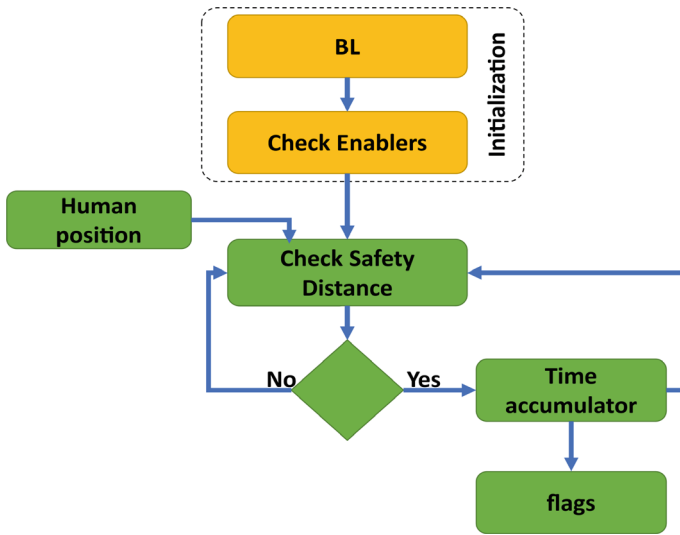 BL
Check Enablers
Initialization
Human
position
Check Safety
Distance
No
Yes
Time
accumulator
flags